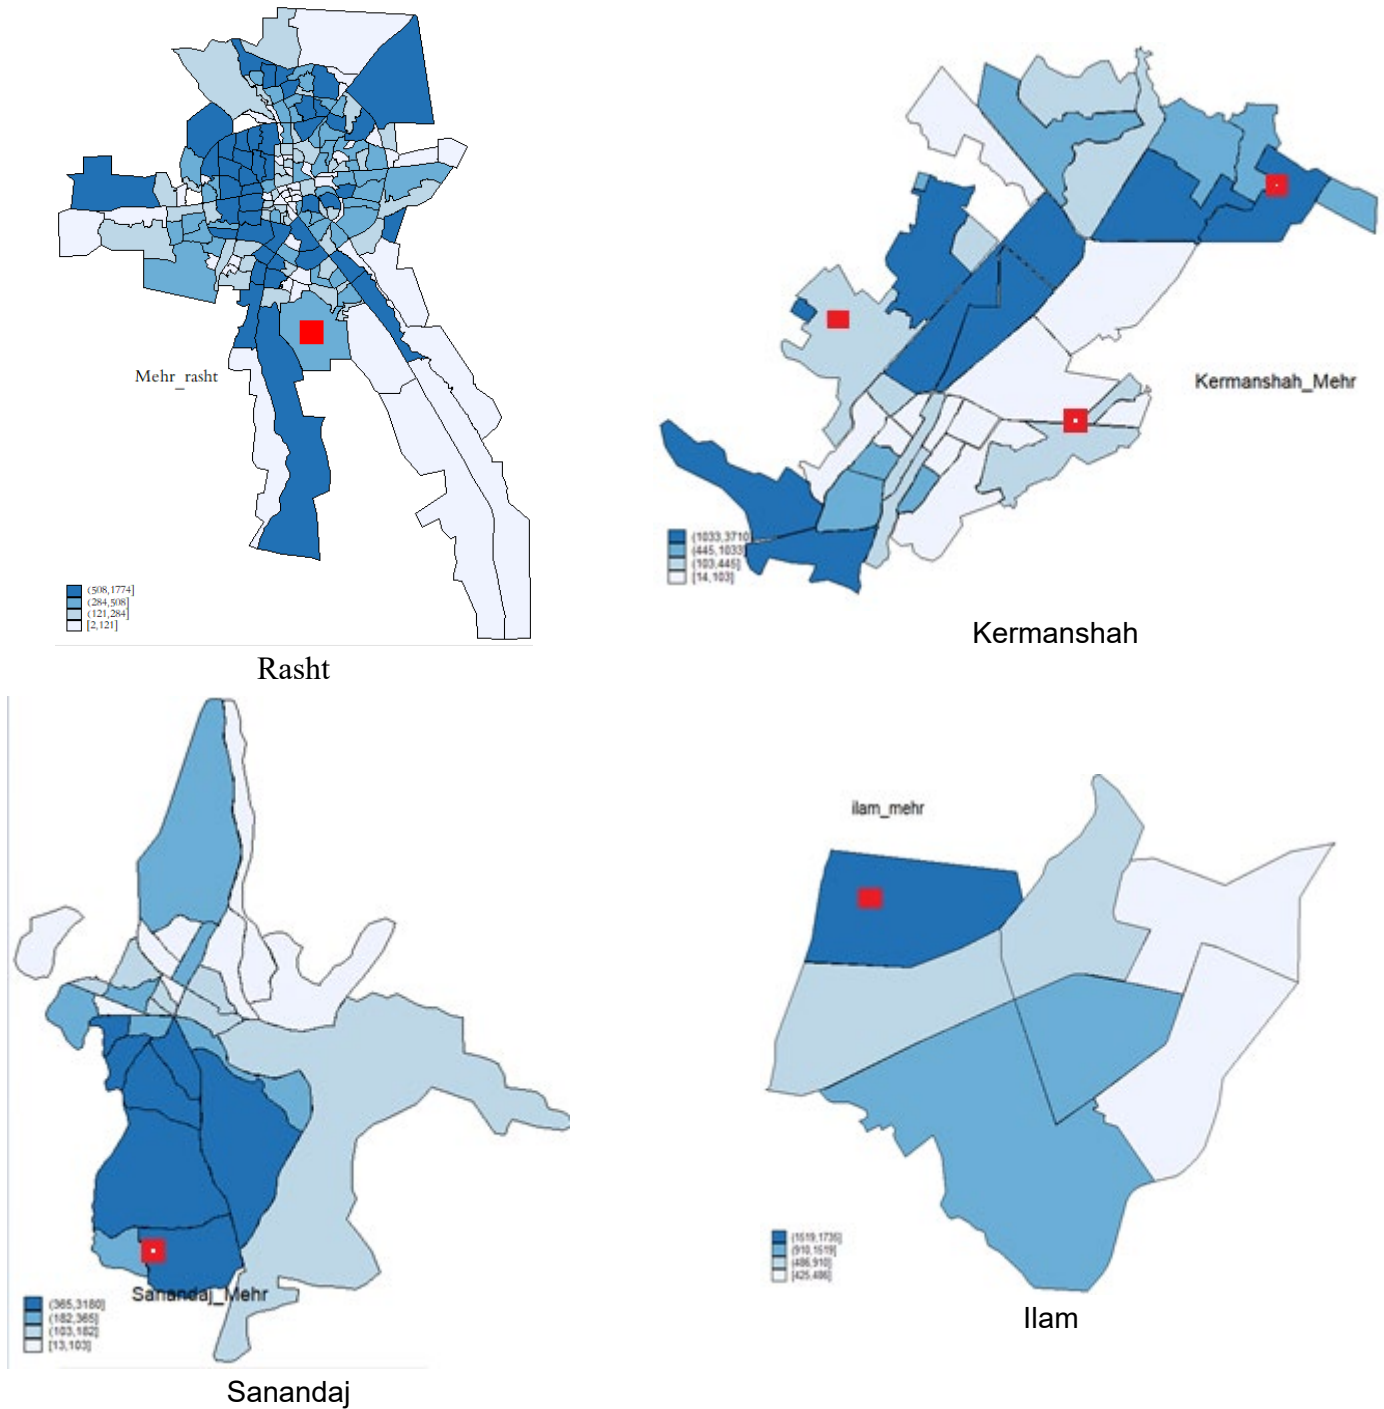 Mehr_rasht
(508,1774]
(284,508]
(121,284]
[2,121]
Rasht
Kermanshah_Mehr
(1033,3710]
(445,1033]
(103,445]
[14,103]
Kermanshah
Sanandaj_Mehr
(365,3180]
(182,365]
(103,182]
[13,103]
Sanandaj
ilam_mehr
(1519,1735]
(910,1519]
(486,910]
[425,486]
Ilam